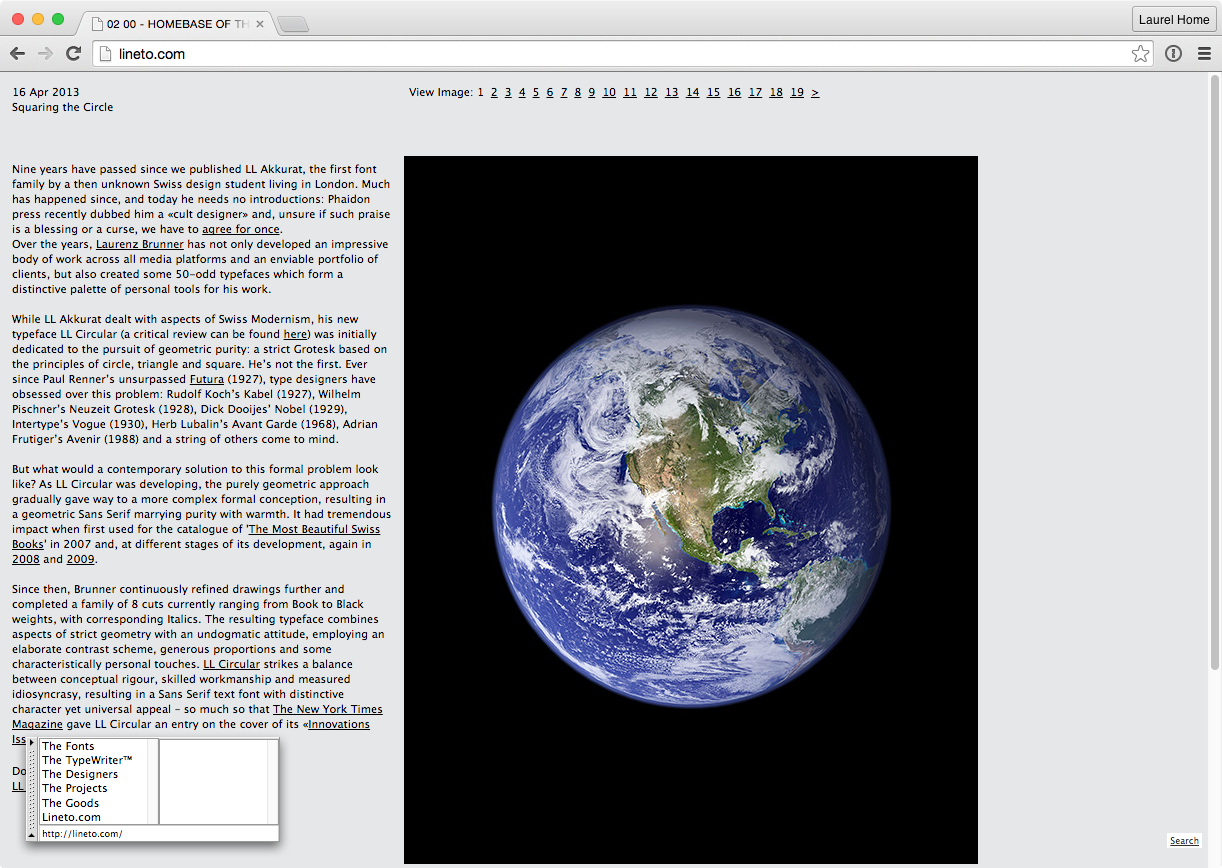 02 00 - HOMEBASE OF TH
Laurel Home
lineto.com
16 Apr 2013
Squaring the Circle
View Image: 1 2 3 4 5 6 7 8 9 10 11 12 13 14 15 16 17 18 19 >
Nine years have passed since we published LL Akkurat, the first font
family by a then unknown Swiss design student living in London. Much
has happened since, and today he needs no introductions: Phaidon
press recently dubbed him a «cult designer» and, unsure if such praise
is a blessing or a curse, we have to agree for once.
Over the years, Laurenz Brunner has not only developed an impressive
body of work across all media platforms and an enviable portfolio of
clients, but also created some 50-odd typefaces which form a
distinctive palette of personal tools for his work.
While LL Akkurat dealt with aspects of Swiss Modernism, his new
typeface LL Circular (a critical review can be found here) was initially
dedicated to the pursuit of geometric purity: a strict Grotesk based on
the principles of circle, triangle and square. He's not the first. Ever
since Paul Renner's unsurpassed Futura (1927), type designers have
obsessed over this problem: Rudolf Koch's Kabel (1927), Wilhelm
Pischner's Neuzeit Grotesk (1928), Dick Dooijes' Nobel (1929),
Intertype's Vogue (1930), Herb Lubalin's Avant Garde (1968), Adrian
Frutiger's Avenir (1988) and a string of others come to mind.
But what would a contemporary solution to this formal problem look
like? As LL Circular was developing, the purely geometric approach
gradually gave way to a more complex formal conception, resulting in
a geometric Sans Serif marrying purity with warmth. It had tremendous
impact when first used for the catalogue of 'The Most Beautiful Swiss
Books' in 2007 and, at different stages of its development, again in
2008 and 2009.
Since then, Brunner continuously refined drawings further and
completed a family of 8 cuts currently ranging from Book to Black
weights, with corresponding Italics. The resulting typeface combines
aspects of strict geometry with an undogmatic attitude, employing an
elaborate contrast scheme, generous proportions and some
characteristically personal touches. LL Circular strikes a balance
between conceptual rigour, skilled workmanship and measured
idiosyncrasy, resulting in a Sans Serif text font with distinctive
character yet universal appeal – so much so that The New York Times
Magazine gave LL Circular an entry on the cover of its «Innovations
Iss
Do
LL
The Fonts
The TypeWriter™
The Designers
The Projects
The Goods
Lineto.com
http://lineto.com/
Search